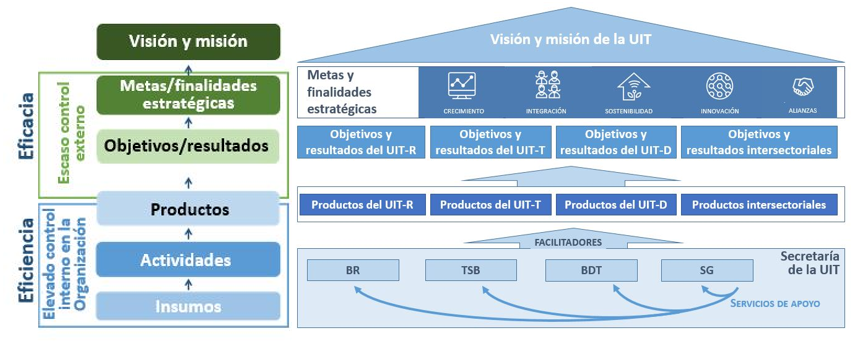 Eficacia
Escaso control
externo
Eficiencia
Elevado control
interno en la
Organización
Visión y misión
Metas/finalidades
estratégicas
Objetivos/resultados
Productos
Actividades
Insumos
Visión y misión de la UIT
Metas y
finalidades
estratégicas
CRECIMIENTO
INTEGRACIÓN
SOSTENIBILIDAD
INNOVACIÓN
ALIANZAS
Objetivos y
resultados del UIT-R
Objetivos y
resultados del UIT-T
Objetivos y
resultados del UIT-D
Objetivos y
resultados intersectoriales
Productos del UIT-R
Productos del UIT-T
Productos del UIT-D
Productos intersectoriales
FACILITADORES
Secretaría
de la UIT
BR
TSB
BDT
SG
SERVICIOS DE APOYO